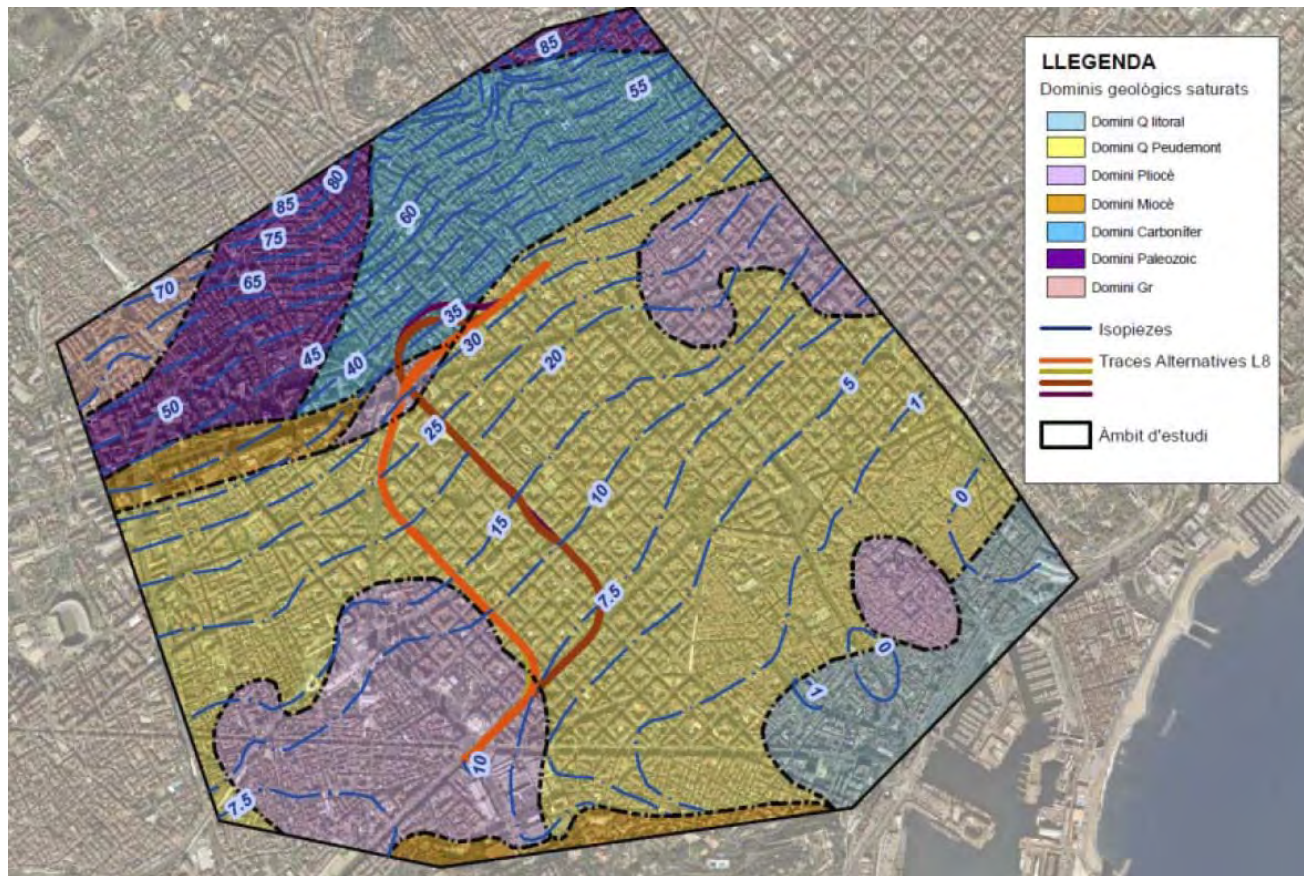 LLEGENDA
Dominis geològics saturats
Domini Q litoral
Domini Q Peudemont
Domini Pliocè
Domini Miocè
Domini Carbonífer
Domini Paleozoic
Domini Gr
Isopiezes
Traces Alternatives L8
Àmbit d'estudi
85
55
80
85
60
75
65
70
35
45
40
30
20
50
25
5
1
10
15
0
7.5
0
1
10
7.5